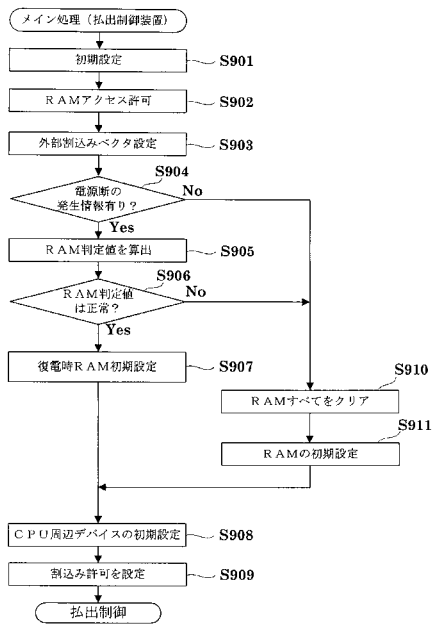 メイン処理（払出制御装置）
初期設定
S901
ＲＡＭアクセス許可
S902
外部割込みベクタ設定
S903
S904
電源断の
発生情報有り？
No
Yes
ＲＡＭ判定値を算出
S905
S906
ＲＡＭ判定値
は正常？
No
Yes
復電時ＲＡＭ初期設定
S907
S910
ＲＡＭすべてをクリア
S911
ＲＡＭの初期設定
ＣＰＵ周辺デバイスの初期設定
S908
割込み許可を設定
S909
払出制御